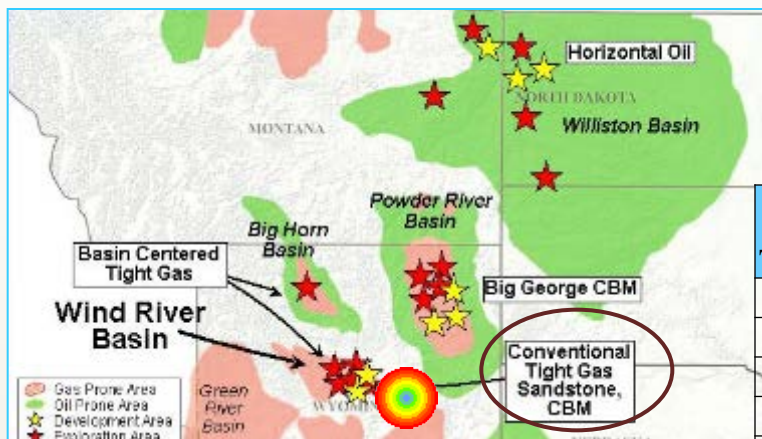 Horizontal Oil
NORTH DAKOTA
MONTANA
Williston Basin
Powder River
Basin
Big Horn
Basin
Basin Centered
Tight Gas
Big George CBM
Wind River
Basin
Conventional
Tight Gas
Sandstone,
CBM
Gas Prone Area
Oil Prone Area
Development Area
Exploration Area
Green
River
Basin